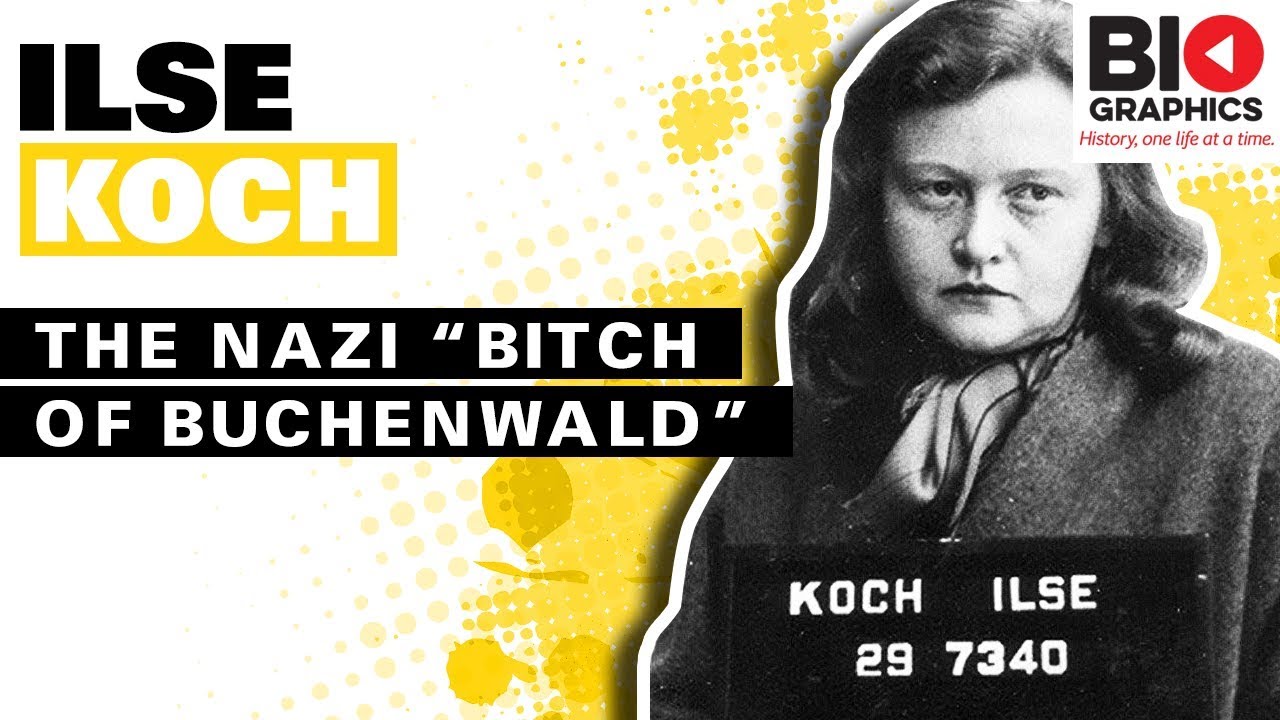 ILSE
KOCH
THE NAZI “BITCH
OF BUCHENWALD”
BIO
GRAPHICS
History, one life at a time.
KOCH ILSE
29 7340